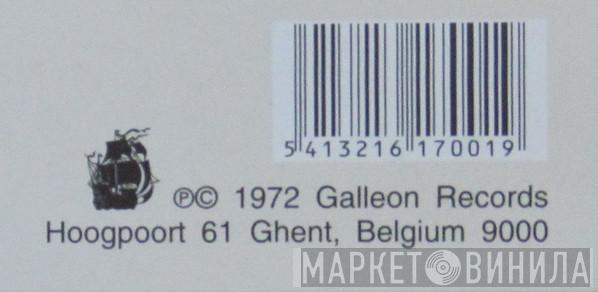 5 413216 170019
℗© 1972 Galleon Records
Hoogpoort 61 Ghent, Belgium 9000
МАРКЕТ ВИНИЛА